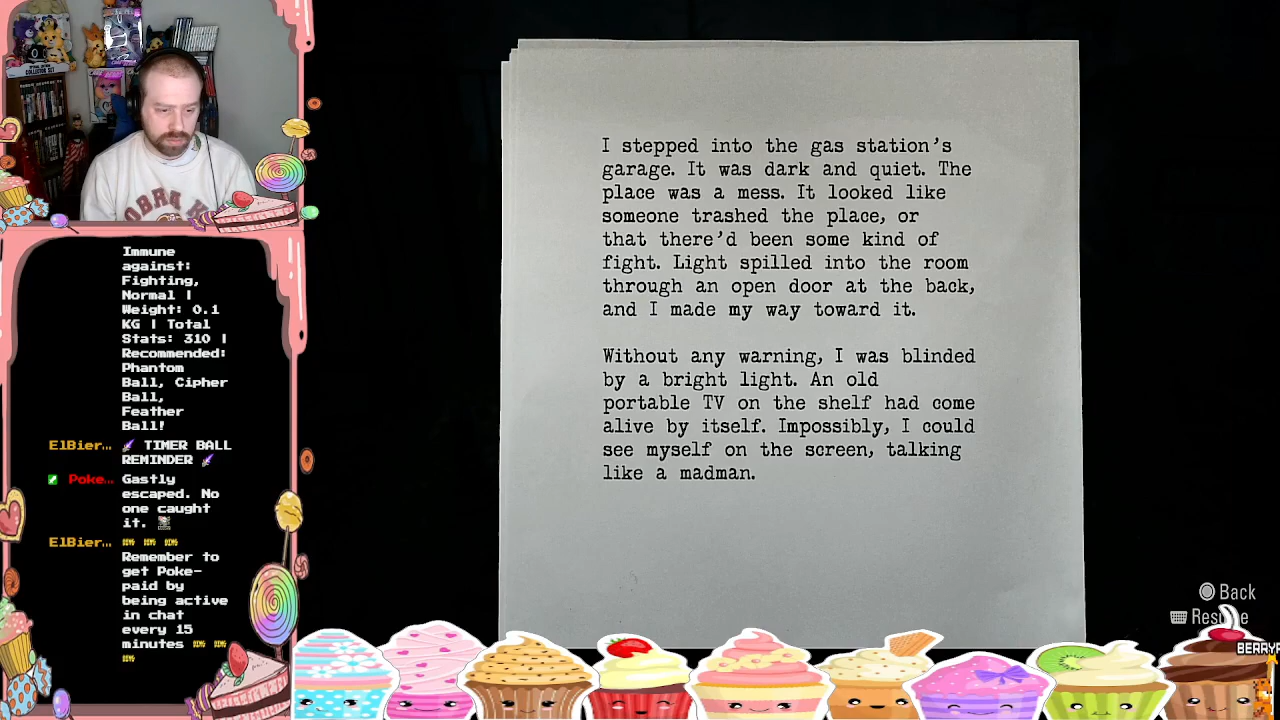 Immune
against:
Fighting,
Normal |
Weight: 0.1
KG | Total
Stats: 310 |
Recommended:
Phantom
Ball, Cipher
Ball,
Feather
Ball!
ElBier... TIMER BALL
REMINDER
Poke... Gastly
escaped. No
one caught
it.
ElBier...
Remember to
get Poke-
paid by
being active
in chat
every 15
minutes
I stepped into the gas station's
garage. It was dark and quiet. The
place was a mess. It looked like
someone trashed the place, or
that there'd been some kind of
fight. Light spilled into the room
through an open door at the back,
and I made my way toward it.
Without any warning, I was blinded
by a bright light. An old
portable TV on the shelf had come
alive by itself. Impossibly, I could
see myself on the screen, talking
like a madman.
Back